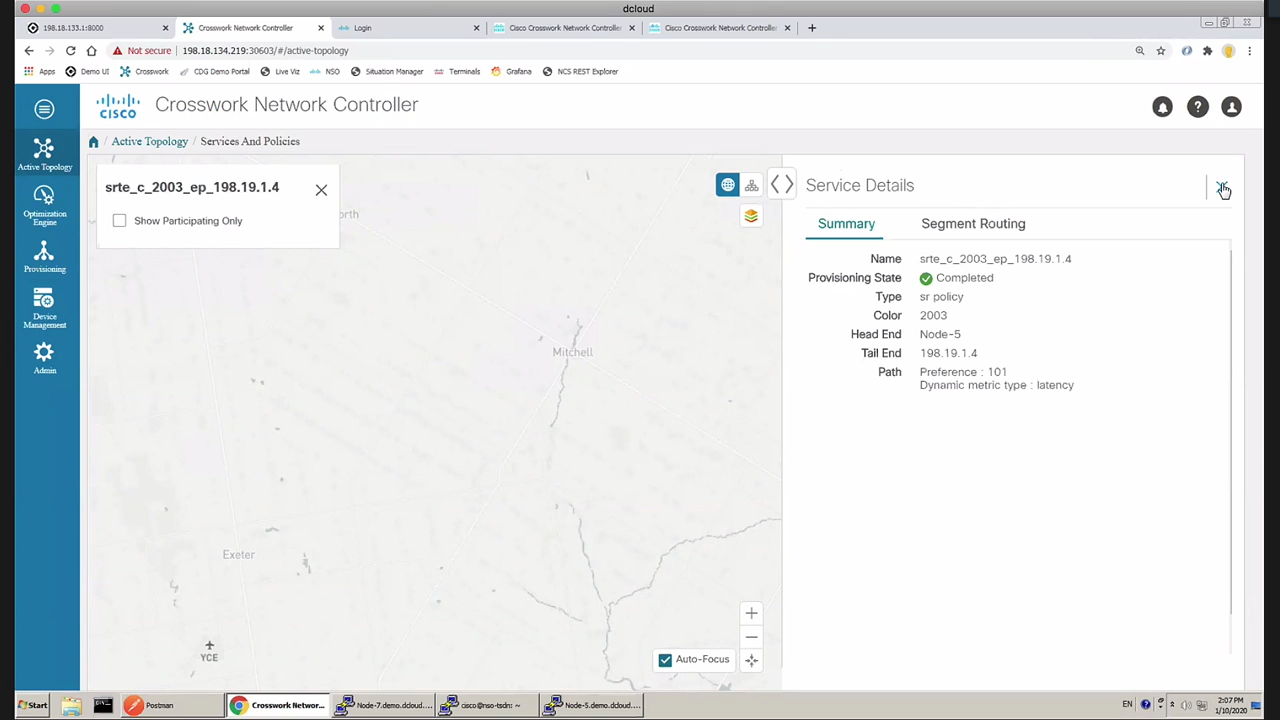 dcloud
198.18.133.1:8000
Crosswork Network Controller
Login
Cisco Crosswork Network Controller
Cisco Crosswork Network Controller
Not secure | 198.18.134.219:30603/#/active-topology
Apps
Demo UI
Crosswork
CDG Demo Portal
Live Viz
NSO
Situation Manager
Terminals
Grafana
NCS REST Explorer
CISCO
Crosswork Network Controller
Active Topology / Services And Policies
Active Topology
Optimization
Engine
Provisioning
Device
Management
Admin
srte_c_2003_ep_198.19.1.4
Show Participating Only
orth
Mitchell
Exeter
YCE
Auto-Focus
Service Details
Summary
Segment Routing
Name srte_c_2003_ep_198.19.1.4
Provisioning State Completed
Type sr policy
Color 2003
Head End Node-5
Tail End 198.19.1.4
Path Preference : 101
Dynamic metric type : latency
Start
Postman
Crosswork Networ...
Node-7.demo.dcloud....
cisco@nso-tsdn: ~
Node-5.demo.dcloud....
EN
2:07 PM
1/10/2020